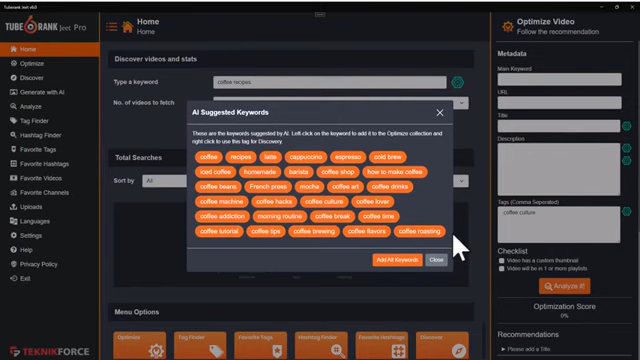 Tuberank Jeet v6.0
TUBE RANK Jeet Pro
Home
Optimize
Discover
Generate with AI
Analyze
Tag Finder
Hashtag Finder
Favorite Tags
Favorite Hashtags
Favorite Videos
Favorite Channels
Uploads
Languages
Settings
Help
Privacy Policy
Exit
TEKNIKFORCE
Home
Home
Discover videos and stats
Type a keyword
coffee recipes
No. of videos to fetch
Total Searches
Sort by
All
AI Suggested Keywords
These are the keywords suggested by AI. Left click on the keyword to add it to the Optimize collection and
right click to use this tag for Discovery.
coffee recipes latte cappuccino espresso cold brew
iced coffee homemade barista coffee shop how to make coffee
coffee beans French press mocha coffee art coffee drinks
coffee machine coffee hacks coffee culture coffee lover
coffee addiction morning routine coffee break coffee time
coffee tutorial coffee tips coffee brewing coffee flavors coffee roasting
Add All Keywords Close
Menu Options
Optimize
Tag Finder
Favorite Tags
Hashtag Finder
Favorite Hashtags
Discover
Optimize Video
Follow the recommendation
Metadata
Main Keyword
URL
Title
Description
Tags (Comma Seperated)
coffee culture
Checklist
Video has a custom thumbnail
Video will be in 1 or more playlists
Analyze It!
Optimization Score
0%
Recommendations
Please add a Title.